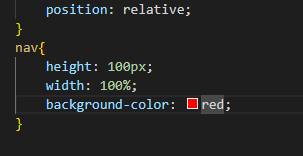 position: relative;
}
nav{
height: 100px;
width: 100%;
background-color: red;
}